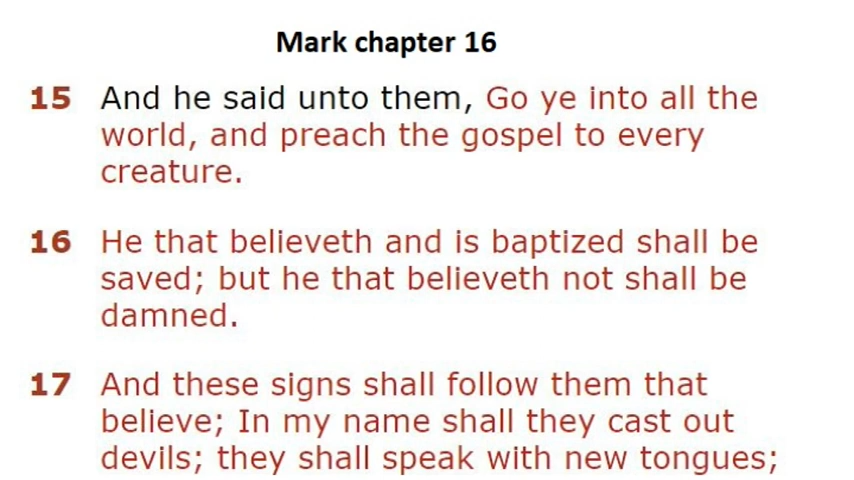 Mark chapter 16
15 And he said unto them, Go ye into all the
world, and preach the gospel to every
creature.
16 He that believeth and is baptized shall be
saved; but he that believeth not shall be
damned.
17 And these signs shall follow them that
believe; In my name shall they cast out
devils; they shall speak with new tongues;